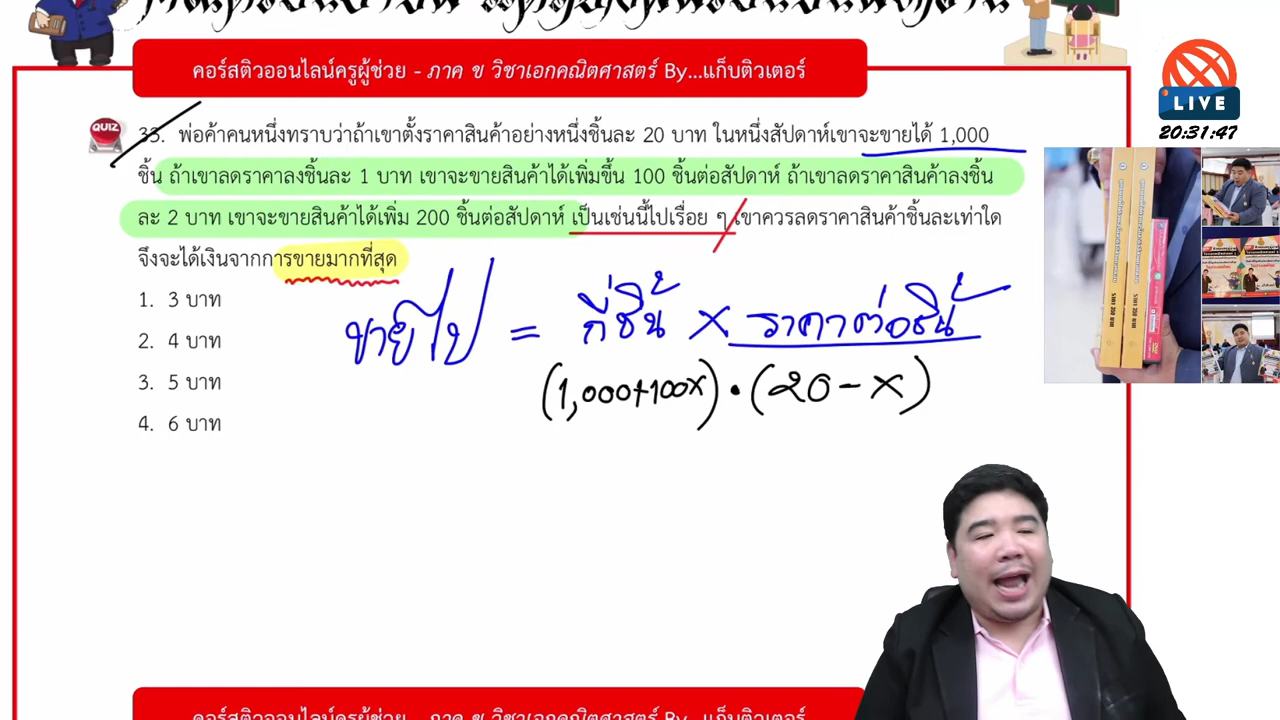 คอร์สติวออนไลน์ครูผู้ช่วย - ภาค ข วิชาเอกคณิตศาสตร์ By...แก็บติวเตอร์
LIVE
20:31:47
QUIZ
33. พ่อค้าคนหนึ่งทราบว่าถ้าเขาตั้งราคาสินค้าอย่างหนึ่งชิ้นละ 20 บาท ในหนึ่งสัปดาห์เขาจะขายได้ 1,000
ชิ้น ถ้าเขาลดราคาลงชิ้นละ 1 บาท เขาจะขายสินค้าได้เพิ่มขึ้น 100 ชิ้นต่อสัปดาห์ ถ้าเขาลดราคาสินค้าลงชิ้น
ละ 2 บาท เขาจะขายสินค้าได้เพิ่ม 200 ชิ้นต่อสัปดาห์ เป็นเช่นนี้ไปเรื่อย ๆ เขาควรลดราคาสินค้าชิ้นละเท่าใด
จึงจะได้เงินจากการขายมากที่สุด
1. 3 บาท
2. 4 บาท
3. 5 บาท
4. 6 บาท
ขายไป = กี่ชิ้น × ราคาต่อชิ้น
(1,000+100x) • (20 - x)
คอร์สติวออนไลน์ครูผู้ช่วย - ภาค ข วิชาเอกคณิตศาสตร์ By...แก็บติวเตอร์